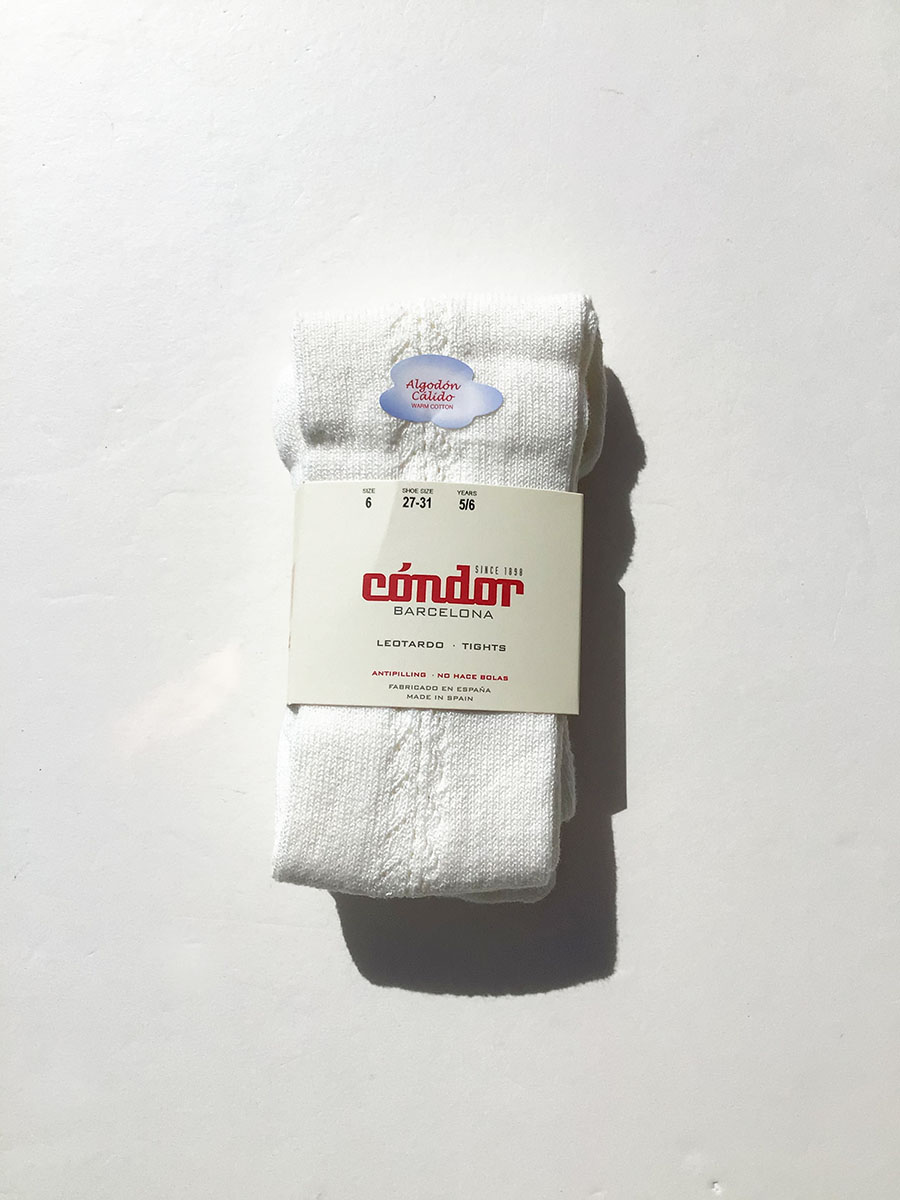 Algodón
Cálido
WARM COTTON
SIZE SHOE SIZE YEARS
6 27-31 5/6
SINCE 1898
cóndor
BARCELONA
LEOTARDO · TIGHTS
ANTIPILLING · NO HACE BOLAS
FABRICADO EN ESPAÑA
MADE IN SPAIN